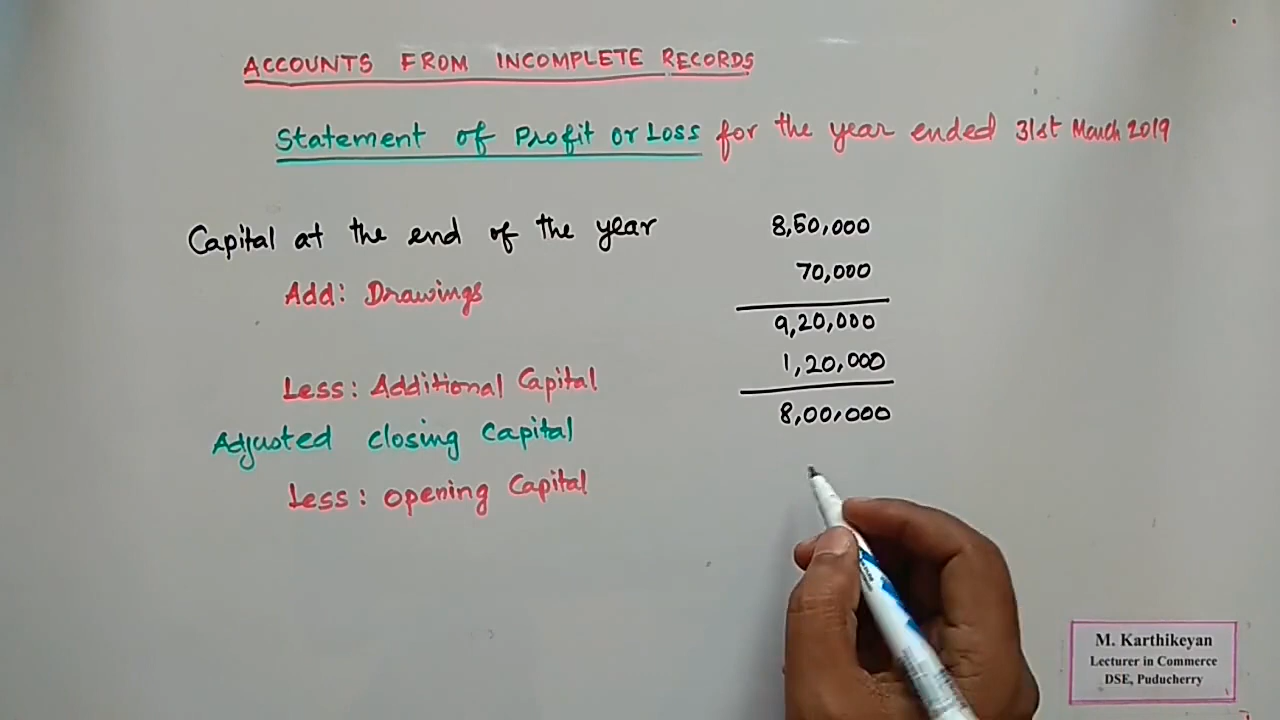 ACCOUNTS FROM INCOMPLETE RECORDS
Statement of Profit or Loss for the year ended 31st March 2019
Capital at the end of the year 8,50,000
Add: Drawings 70,000
9,20,000
Less: Additional Capital 1,20,000
Adjusted closing Capital 8,00,000
Less: opening Capital
M. Karthikeyan
Lecturer in Commerce
DSE, Puducherry